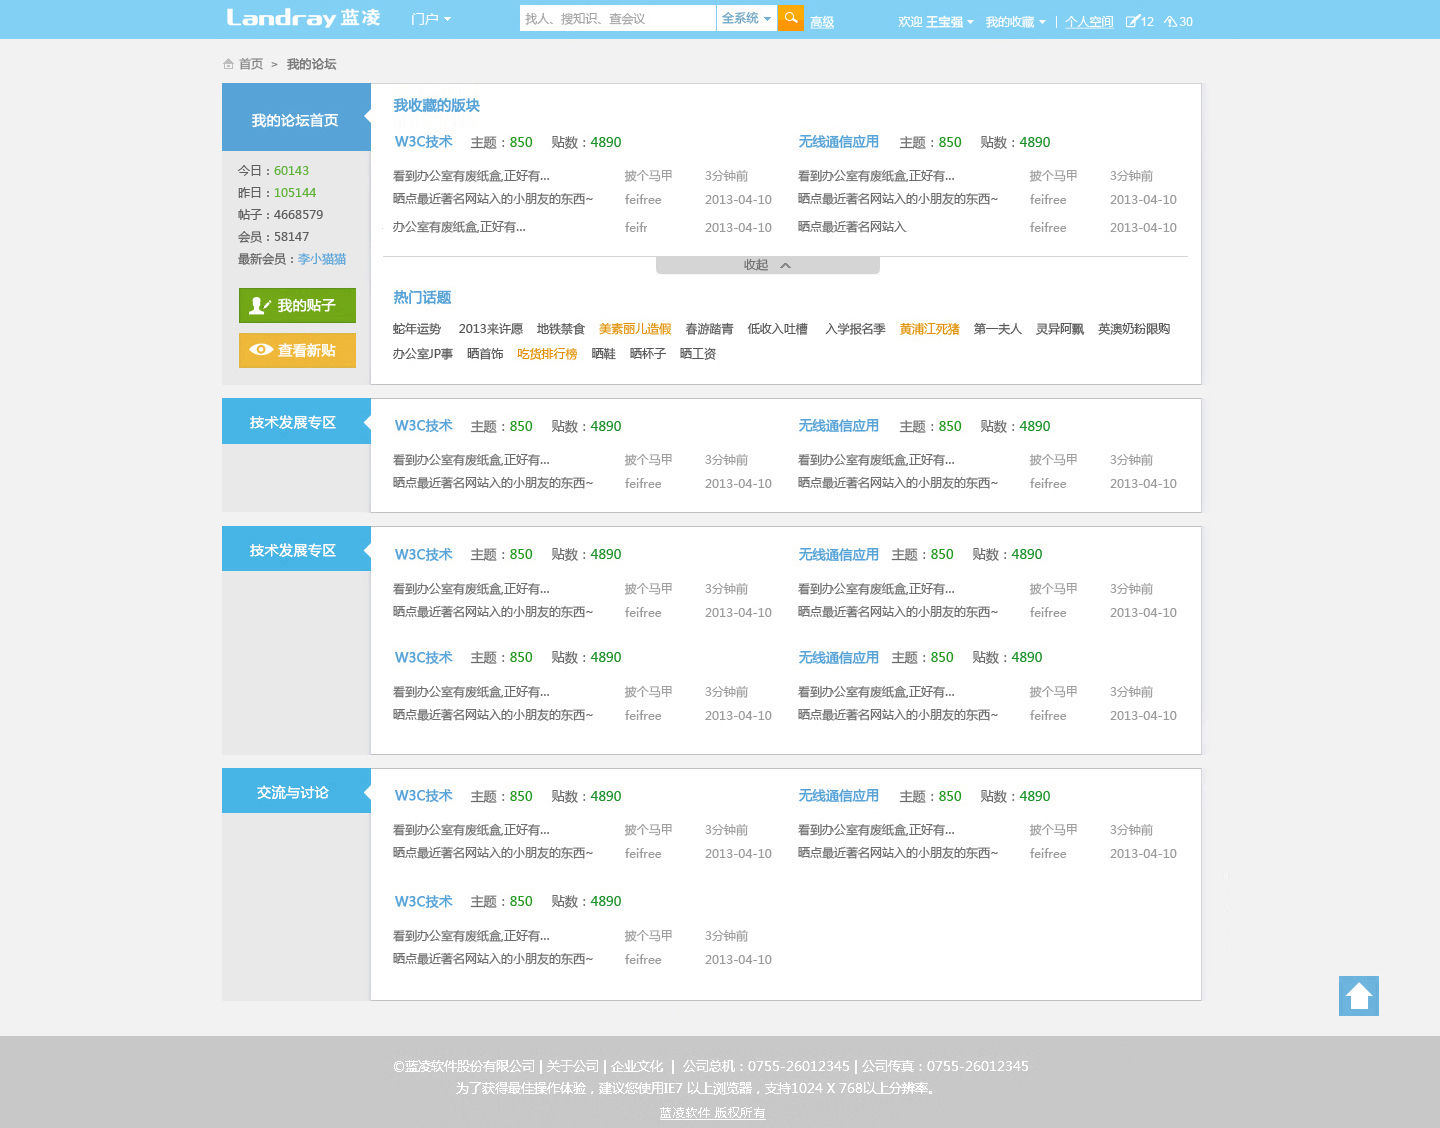 Landray 蓝凌 门户 找人、搜知识、查会议 全系统 高级 欢迎 王宝强 我的收藏 | 个人空间 12 30
首页 > 我的论坛
我的论坛首页
今日：60143
昨日：105144
帖子：4668579
会员：58147
最新会员：李小猫猫
我的贴子
查看新贴
我收藏的版块
W3C技术 主题：850 贴数：4890 无线通信应用 主题：850 贴数：4890
看到办公室有废纸盒,正好有... 披个马甲 3分钟前 看到办公室有废纸盒,正好有... 披个马甲 3分钟前
晒点最近著名网站入的小朋友的东西~ feifree 2013-04-10 晒点最近著名网站入的小朋友的东西~ feifree 2013-04-10
办公室有废纸盒,正好有... feifr 2013-04-10 晒点最近著名网站入 feifree 2013-04-10
收起
热门话题
蛇年运势 2013来许愿 地铁禁食 美素丽儿造假 春游踏青 低收入吐槽 入学报名季 黄浦江死猪 第一夫人 灵异阿飘 英澳奶粉限购
办公室JP事 晒首饰 吃货排行榜 晒鞋 晒杯子 晒工资
技术发展专区
W3C技术 主题：850 贴数：4890 无线通信应用 主题：850 贴数：4890
看到办公室有废纸盒,正好有... 披个马甲 3分钟前 看到办公室有废纸盒,正好有... 披个马甲 3分钟前
晒点最近著名网站入的小朋友的东西~ feifree 2013-04-10 晒点最近著名网站入的小朋友的东西~ feifree 2013-04-10
技术发展专区
W3C技术 主题：850 贴数：4890 无线通信应用 主题：850 贴数：4890
看到办公室有废纸盒,正好有... 披个马甲 3分钟前 看到办公室有废纸盒,正好有... 披个马甲 3分钟前
晒点最近著名网站入的小朋友的东西~ feifree 2013-04-10 晒点最近著名网站入的小朋友的东西~ feifree 2013-04-10
W3C技术 主题：850 贴数：4890 无线通信应用 主题：850 贴数：4890
看到办公室有废纸盒,正好有... 披个马甲 3分钟前 看到办公室有废纸盒,正好有... 披个马甲 3分钟前
晒点最近著名网站入的小朋友的东西~ feifree 2013-04-10 晒点最近著名网站入的小朋友的东西~ feifree 2013-04-10
交流与讨论
W3C技术 主题：850 贴数：4890 无线通信应用 主题：850 贴数：4890
看到办公室有废纸盒,正好有... 披个马甲 3分钟前 看到办公室有废纸盒,正好有... 披个马甲 3分钟前
晒点最近著名网站入的小朋友的东西~ feifree 2013-04-10 晒点最近著名网站入的小朋友的东西~ feifree 2013-04-10
W3C技术 主题：850 贴数：4890
看到办公室有废纸盒,正好有... 披个马甲 3分钟前
晒点最近著名网站入的小朋友的东西~ feifree 2013-04-10
©蓝凌软件股份有限公司 | 关于公司 | 企业文化 | 公司总机：0755-26012345 | 公司传真：0755-26012345
为了获得最佳操作体验，建议您使用IE7 以上浏览器，支持1024 X 768以上分辨率。
蓝凌软件 版权所有